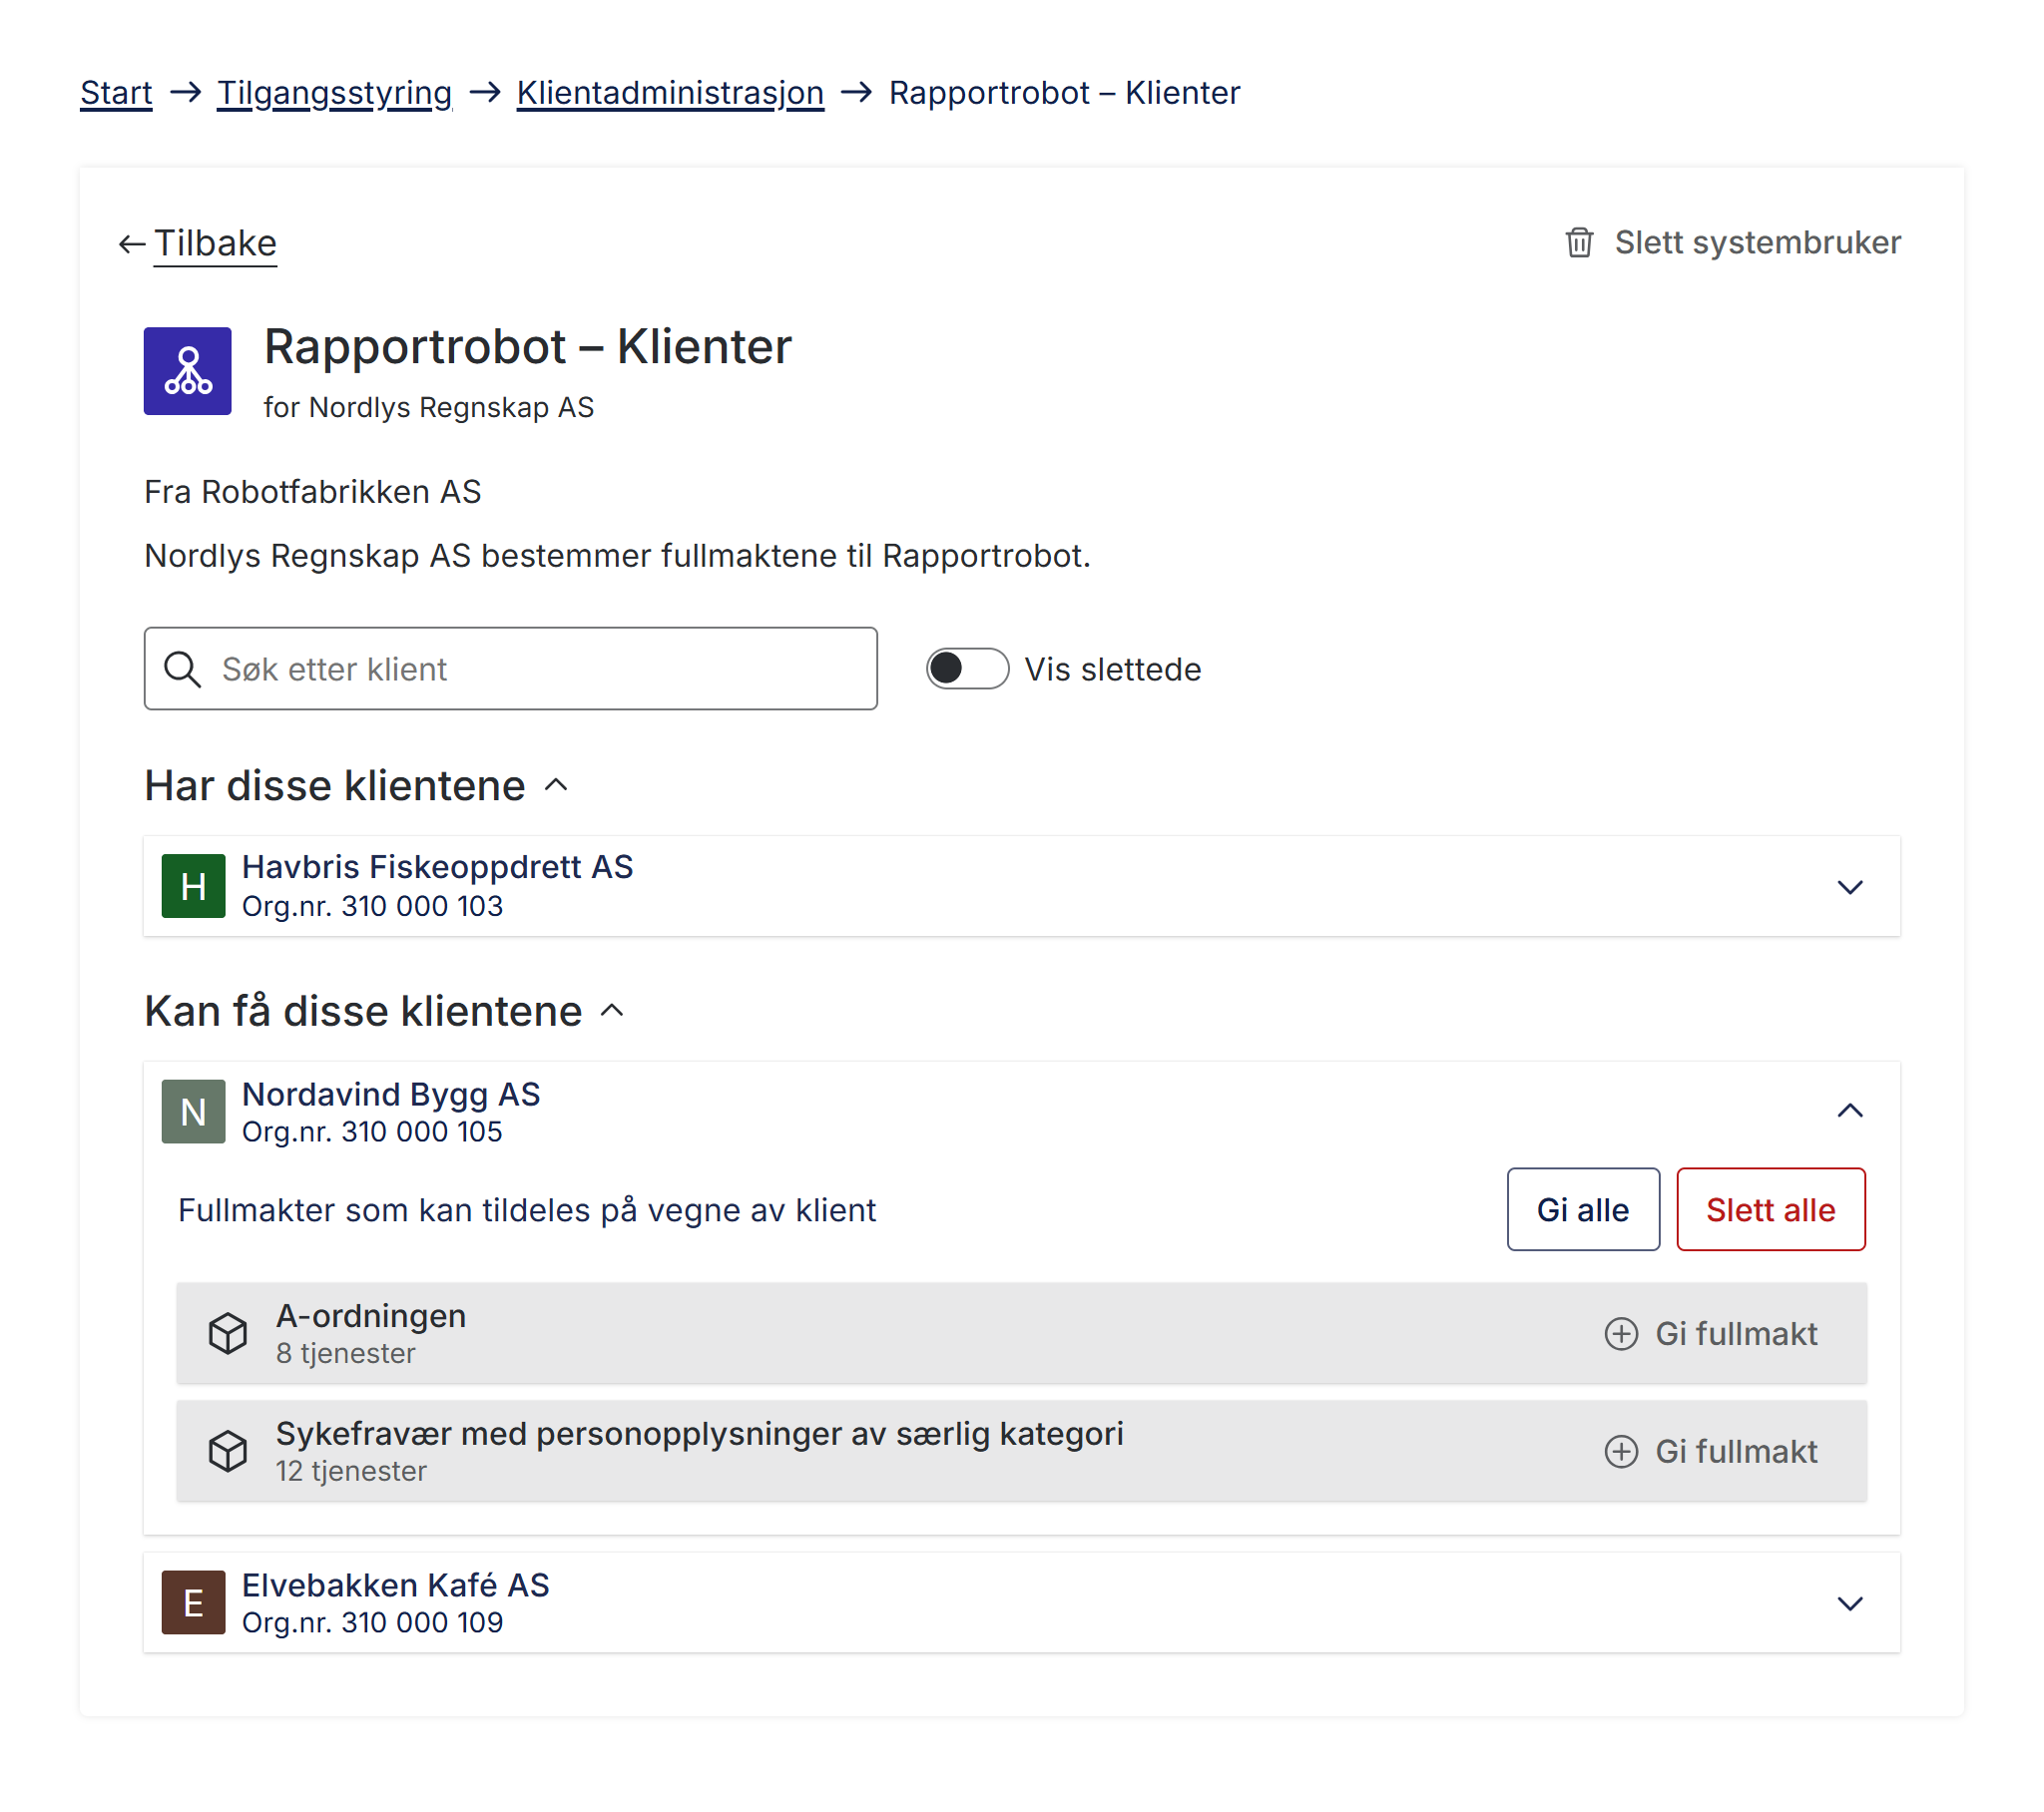 Start → Tilgangsstyring → Klientadministrasjon → Rapportrobot – Klienter
← Tilbake
Slett systembruker
Rapportrobot – Klienter
for Nordlys Regnskap AS
Fra Robotfabrikken AS
Nordlys Regnskap AS bestemmer fullmaktene til Rapportrobot.
Søk etter klient
Vis slettede
Har disse klientene
H
Havbris Fiskeoppdrett AS
Org.nr. 310 000 103
Kan få disse klientene
N
Nordavind Bygg AS
Org.nr. 310 000 105
Fullmakter som kan tildeles på vegne av klient
Gi alle
Slett alle
A-ordningen
8 tjenester
Gi fullmakt
Sykefravær med personopplysninger av særlig kategori
12 tjenester
Gi fullmakt
E
Elvebakken Kafé AS
Org.nr. 310 000 109